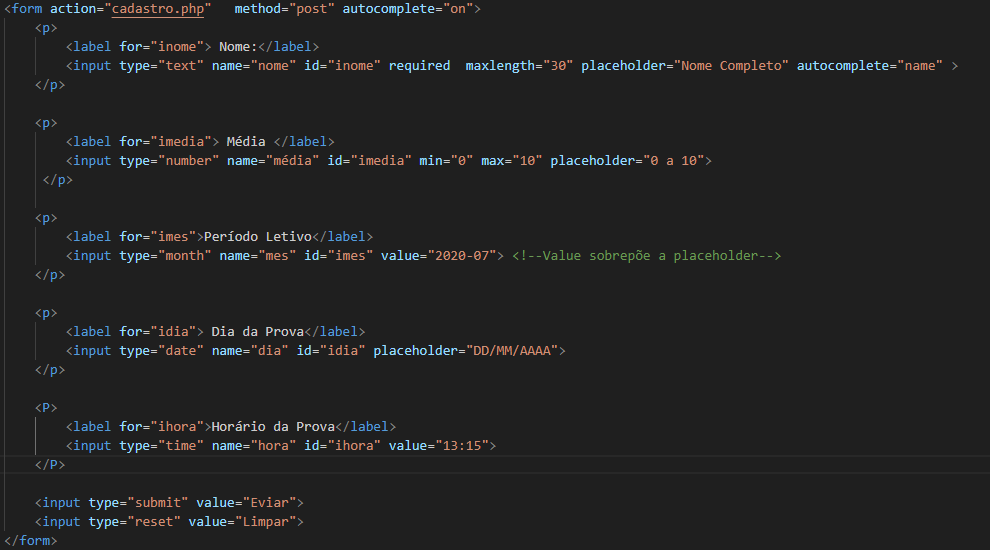 <form action="cadastro.php"   method="post" autocomplete="on">
    <p>
        <label for="inome"> Nome:</label>
        <input type="text" name="nome" id="inome" required  maxlength="30" placeholder="Nome Completo" autocomplete="name" >
    </p>

    <p>
        <label for="imedia"> Média </label>
        <input type="number" name="média" id="imedia" min="0" max="10" placeholder="0 a 10">
     </p>

    <p>
        <label for="imes">Período Letivo</label>
        <input type="month" name="mes" id="imes" value="2020-07"> <!--Value sobrepõe a placeholder-->
    </p>

    <p>
        <label for="idia"> Dia da Prova</label>
        <input type="date" name="dia" id="idia" placeholder="DD/MM/AAAA">
    </p>

    <P>
        <label for="ihora">Horário da Prova</label>
        <input type="time" name="hora" id="ihora" value="13:15">
    </P>

    <input type="submit" value="Eviar">
    <input type="reset" value="Limpar">
</form>